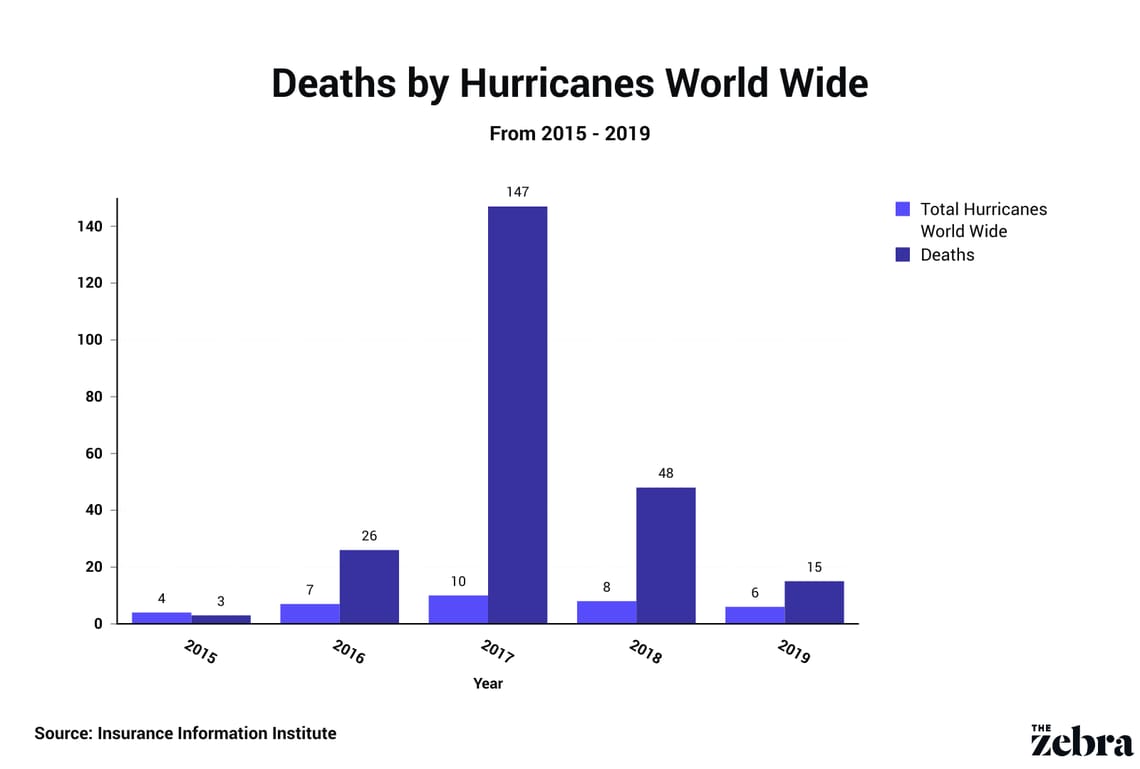 Deaths by Hurricanes World Wide
From 2015 - 2019
147
140
120
100
80
60
40
20
0
4
3
7
26
10
8
48
6
15
2015
2016
2017
2018
2019
Year
Total Hurricanes
World Wide
Deaths
Source: Insurance Information Institute
THE
zebra